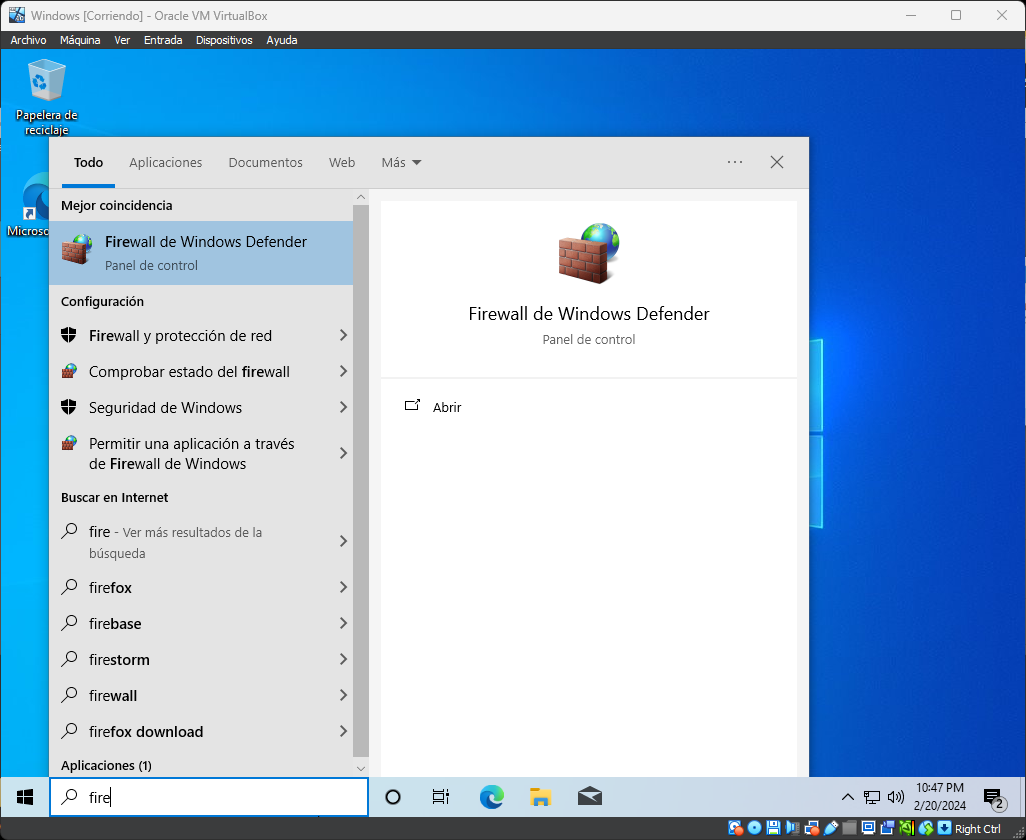 Windows [Corriendo] - Oracle VM VirtualBox
Archivo Máquina Ver Entrada Dispositivos Ayuda
Papelera de
reciclaje
Microso
Todo Aplicaciones Documentos Web Más
Mejor coincidencia
Firewall de Windows Defender
Panel de control
Configuración
Firewall y protección de red
Comprobar estado del firewall
Seguridad de Windows
Permitir una aplicación a través
de Firewall de Windows
Buscar en Internet
fire - Ver más resultados de la
búsqueda
firefox
firebase
firestorm
firewall
firefox download
Aplicaciones (1)
Firewall de Windows Defender
Panel de control
Abrir
fire
10:47 PM
2/20/2024
2
Right Ctrl